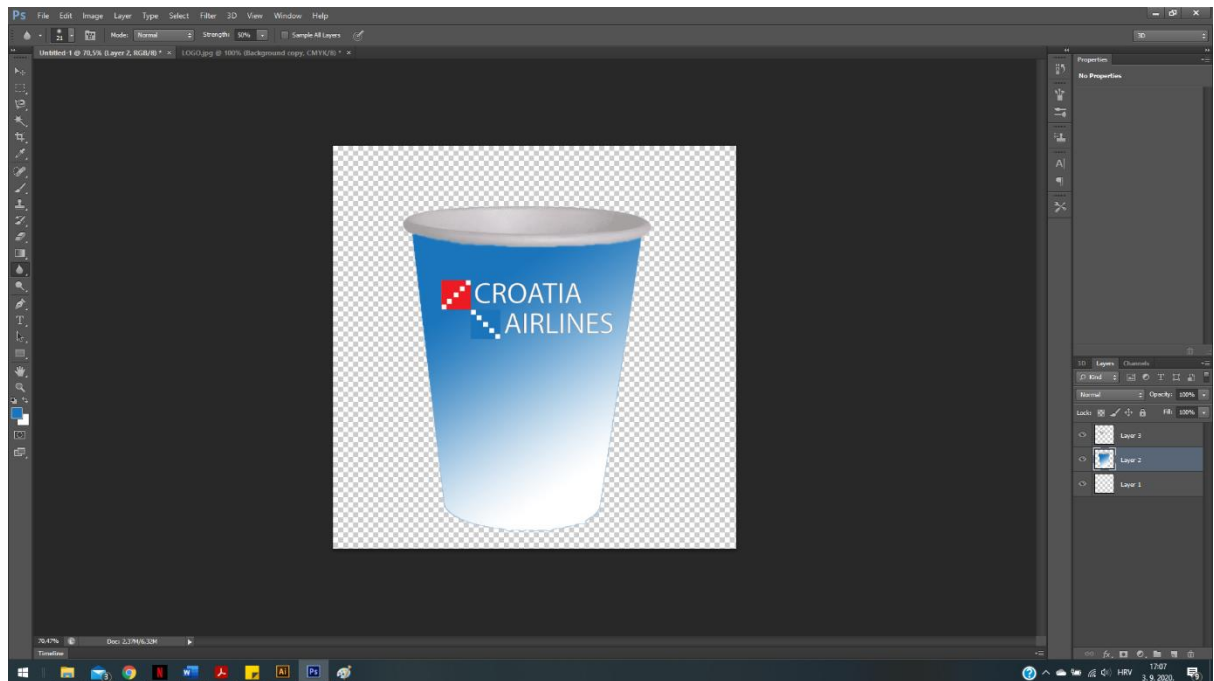 Ps File Edit Image Layer Type Select Filter 3D View Window Help
21 Mode: Normal Strength: 50% Sample All Layers 3D
Untitled-1 @ 70,5% (Layer 2, RGB/8) * × LOGO.jpg @ 100% (Background copy, CMYK/8) * ×
Properties
No Properties
CROATIA
AIRLINES
3D Layers Channels
Kind
Normal Opacity: 100%
Lock: Fill: 100%
Layer 3
Layer 2
Layer 1
70,47% Doc: 2,37M/6,32M
Timeline
HRV 17:07
3. 9. 2020.